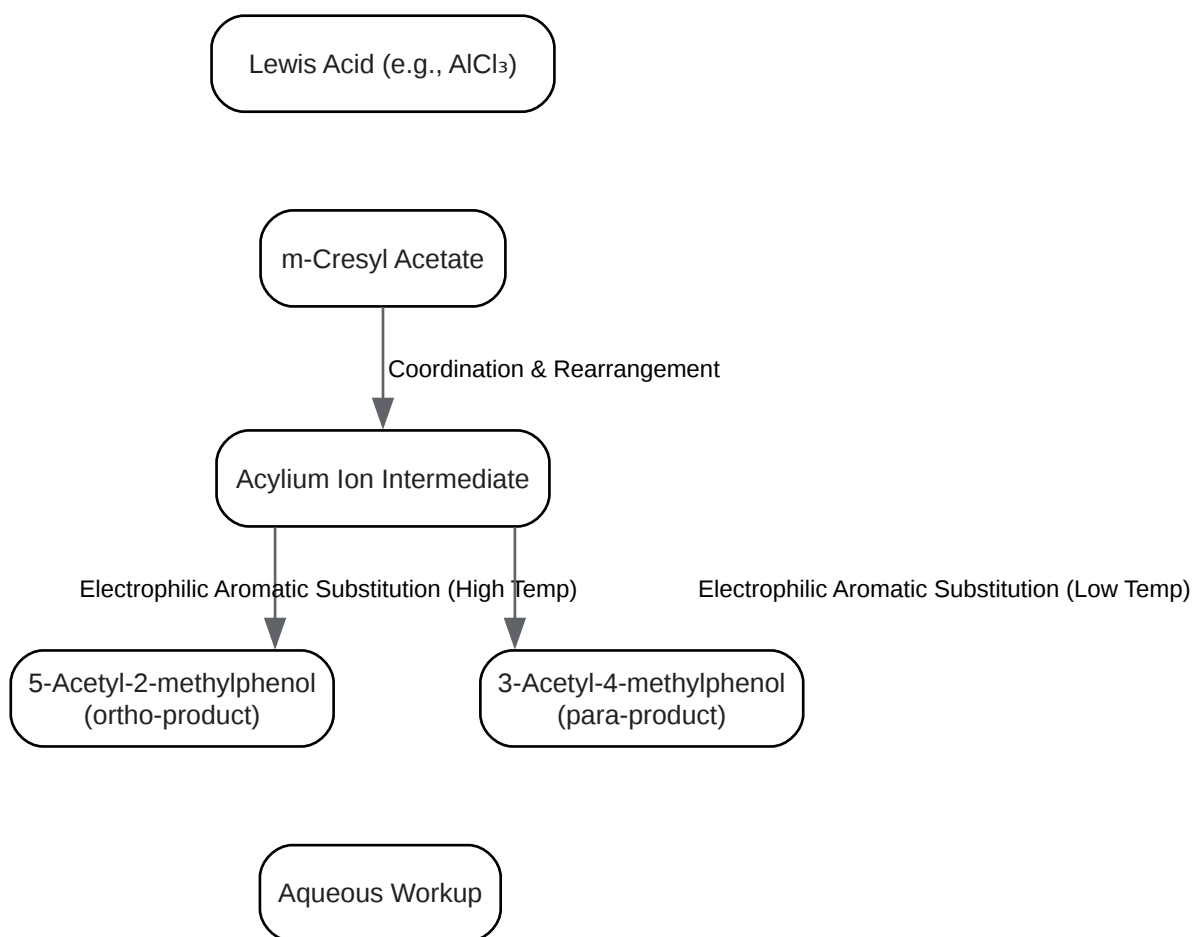 Lewis Acid (e.g., AlCl₃)
m-Cresyl Acetate
Coordination & Rearrangement
Acylium Ion Intermediate
Electrophilic Aromatic Substitution (High Temp)
Electrophilic Aromatic Substitution (Low Temp)
5-Acetyl-2-methylphenol
(ortho-product)
3-Acetyl-4-methylphenol
(para-product)
Aqueous Workup